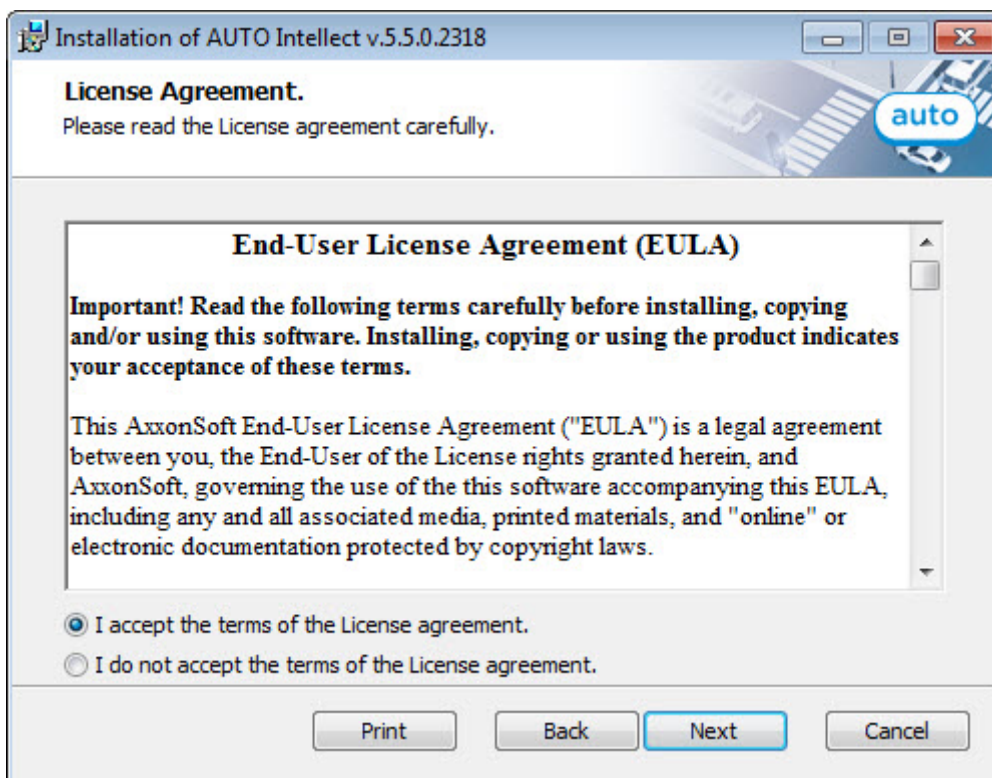 Installation of AUTO Intellect v.5.5.0.2318
License Agreement.
Please read the License agreement carefully.
auto
End-User License Agreement (EULA)
Important! Read the following terms carefully before installing, copying
and/or using this software. Installing, copying or using the product indicates
your acceptance of these terms.
This AxxonSoft End-User License Agreement ("EULA") is a legal agreement
between you, the End-User of the License rights granted herein, and
AxxonSoft, governing the use of the this software accompanying this EULA,
including any and all associated media, printed materials, and "online" or
electronic documentation protected by copyright laws.
I accept the terms of the License agreement.
I do not accept the terms of the License agreement.
Print Back Next Cancel